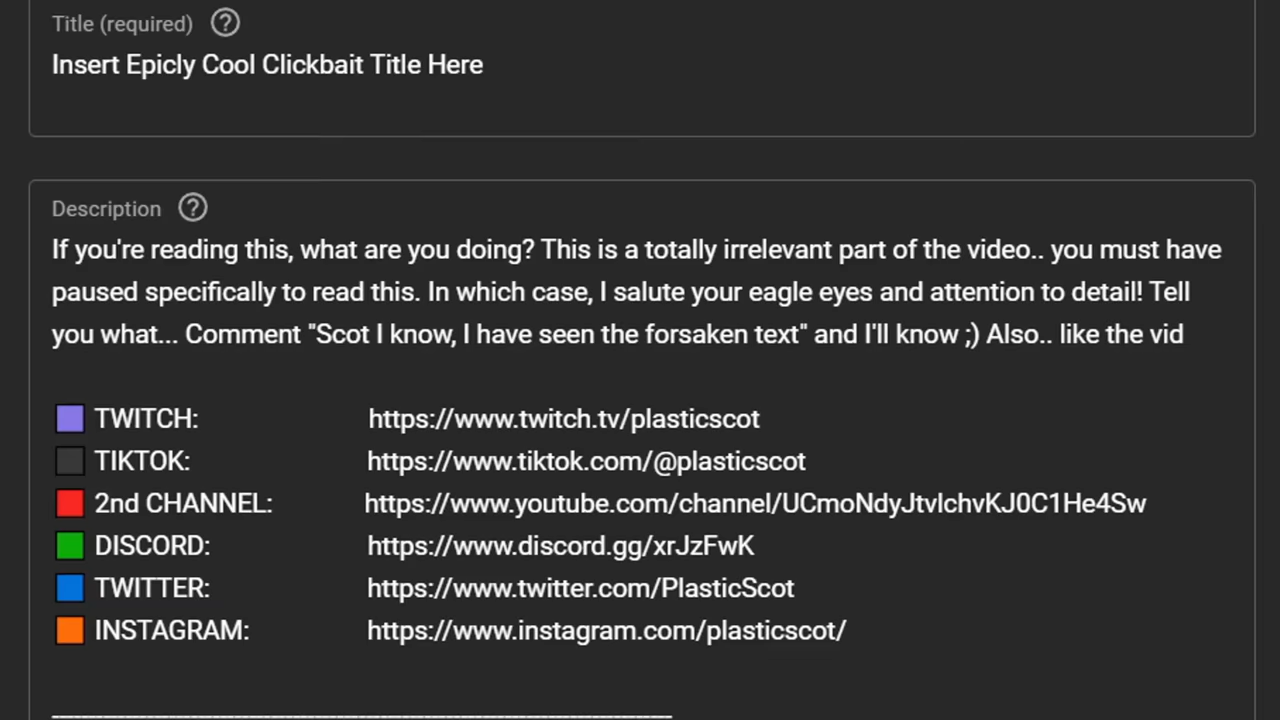 Title (required)
Insert Epicly Cool Clickbait Title Here
Description
If you're reading this, what are you doing? This is a totally irrelevant part of the video.. you must have
paused specifically to read this. In which case, I salute your eagle eyes and attention to detail! Tell
you what... Comment "Scot I know, I have seen the forsaken text" and I'll know ;) Also.. like the vid
TWITCH: https://www.twitch.tv/plasticscot
TIKTOK: https://www.tiktok.com/@plasticscot
2nd CHANNEL: https://www.youtube.com/channel/UCmoNdyJtvlchvKJ0C1He4Sw
DISCORD: https://www.discord.gg/xrJzFwK
TWITTER: https://www.twitter.com/PlasticScot
INSTAGRAM: https://www.instagram.com/plasticscot/